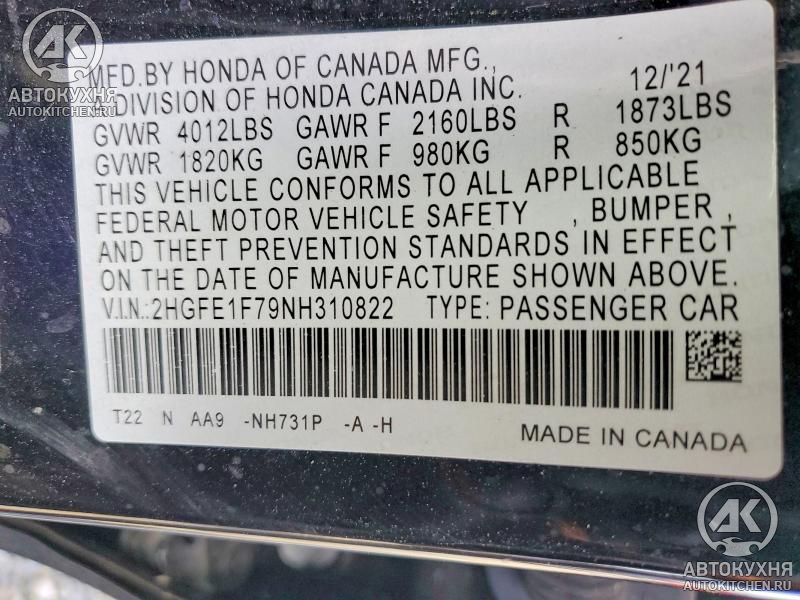 AK
АВТОКУХНЯ
AUTOKITCHEN.RU
MFD. BY HONDA OF CANADA MFG., 12/'21
DIVISION OF HONDA CANADA INC.
GVWR 4012LBS GAWR F 2160LBS R 1873LBS
GVWR 1820KG GAWR F 980KG R 850KG
THIS VEHICLE CONFORMS TO ALL APPLICABLE
FEDERAL MOTOR VEHICLE SAFETY , BUMPER ,
AND THEFT PREVENTION STANDARDS IN EFFECT
ON THE DATE OF MANUFACTURE SHOWN ABOVE.
V.I.N.:2HGFE1F79NH310822 TYPE: PASSENGER CAR
T22 N AA9 -NH731P -A -H
MADE IN CANADA
AK
АВТОКУХНЯ
AUTOKITCHEN.RU